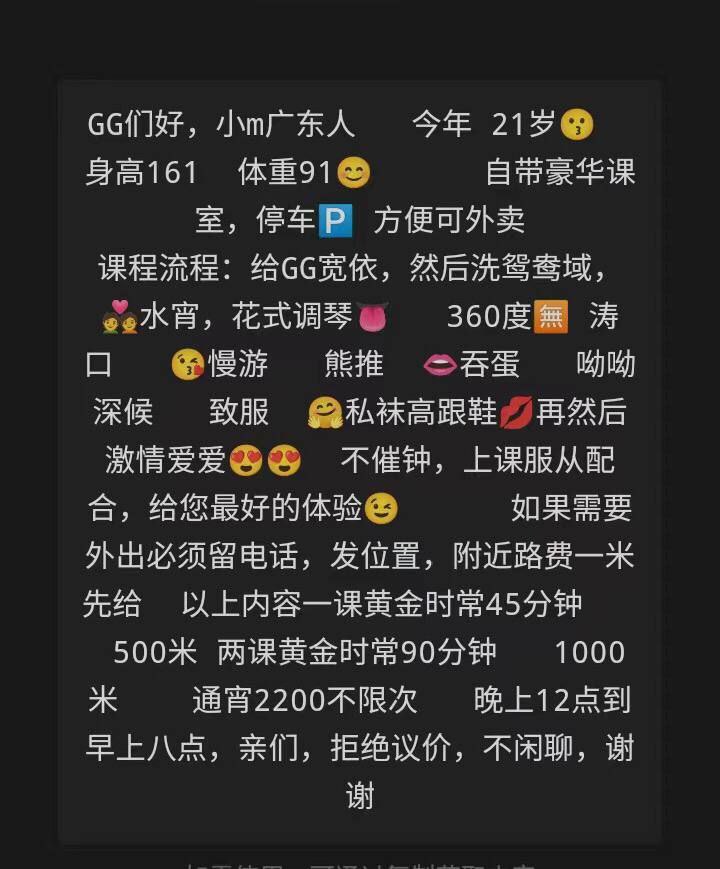 GG们好，小m广东人 今年 21岁😗
身高161 体重91😊 自带豪华课
室，停车🅿️ 方便可外卖
课程流程：给GG宽依，然后洗鸳鸯域，
💑水宵，花式调琴👅 360度🈚 涛
口 😘慢游 熊推 👄吞蛋 呦呦
深候 致服 🤗私袜高跟鞋💋再然后
激情爱爱😍😍 不催钟，上课服从配
合，给您最好的体验😉 如果需要
外出必须留电话，发位置，附近路费一米
先给 以上内容一课黄金时常45分钟
500米 两课黄金时常90分钟 1000
米 通宵2200不限次 晚上12点到
早上八点，亲们，拒绝议价，不闲聊，谢
谢